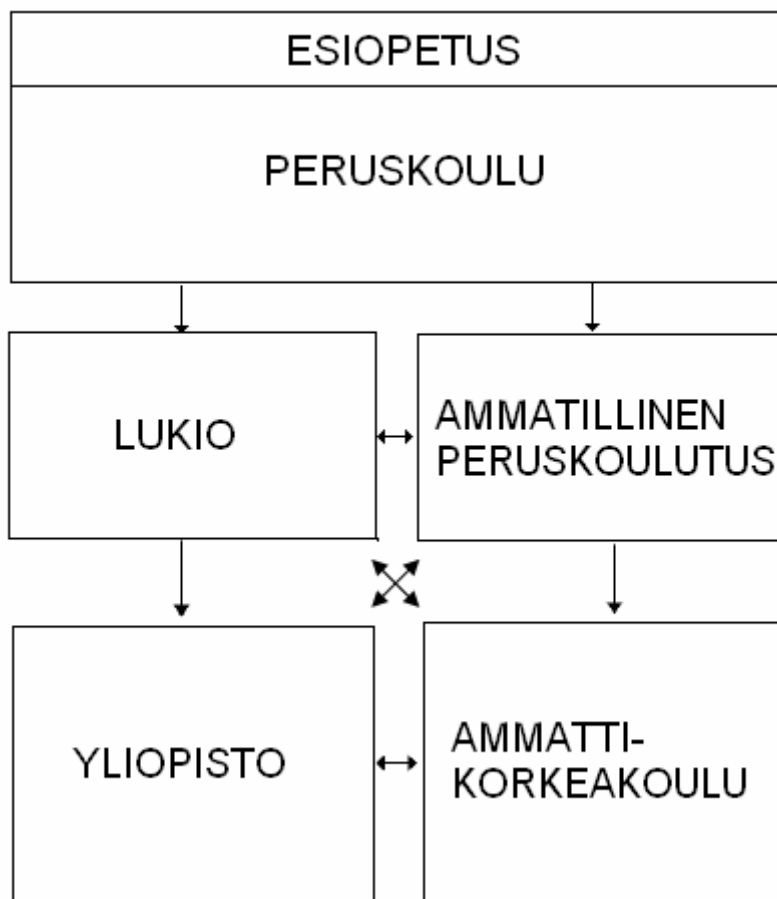 ESIOPETUS
PERUSKOULU
LUKIO
AMMATILLINEN
PERUSKOULUTUS
YLIOPISTO
AMMATTI-
KORKEAKOULU